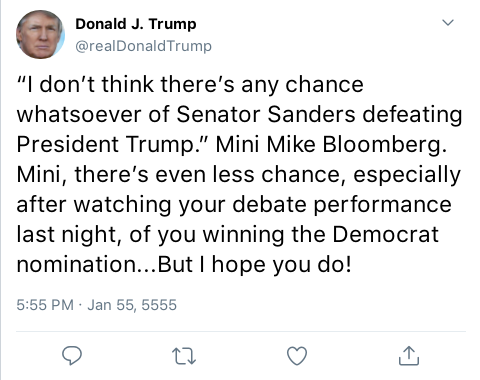 Donald J. Trump
@realDonaldTrump
“I don’t think there’s any chance
whatsoever of Senator Sanders defeating
President Trump.” Mini Mike Bloomberg.
Mini, there’s even less chance, especially
after watching your debate performance
last night, of you winning the Democrat
nomination...But I hope you do!
5:55 PM · Jan 55, 5555